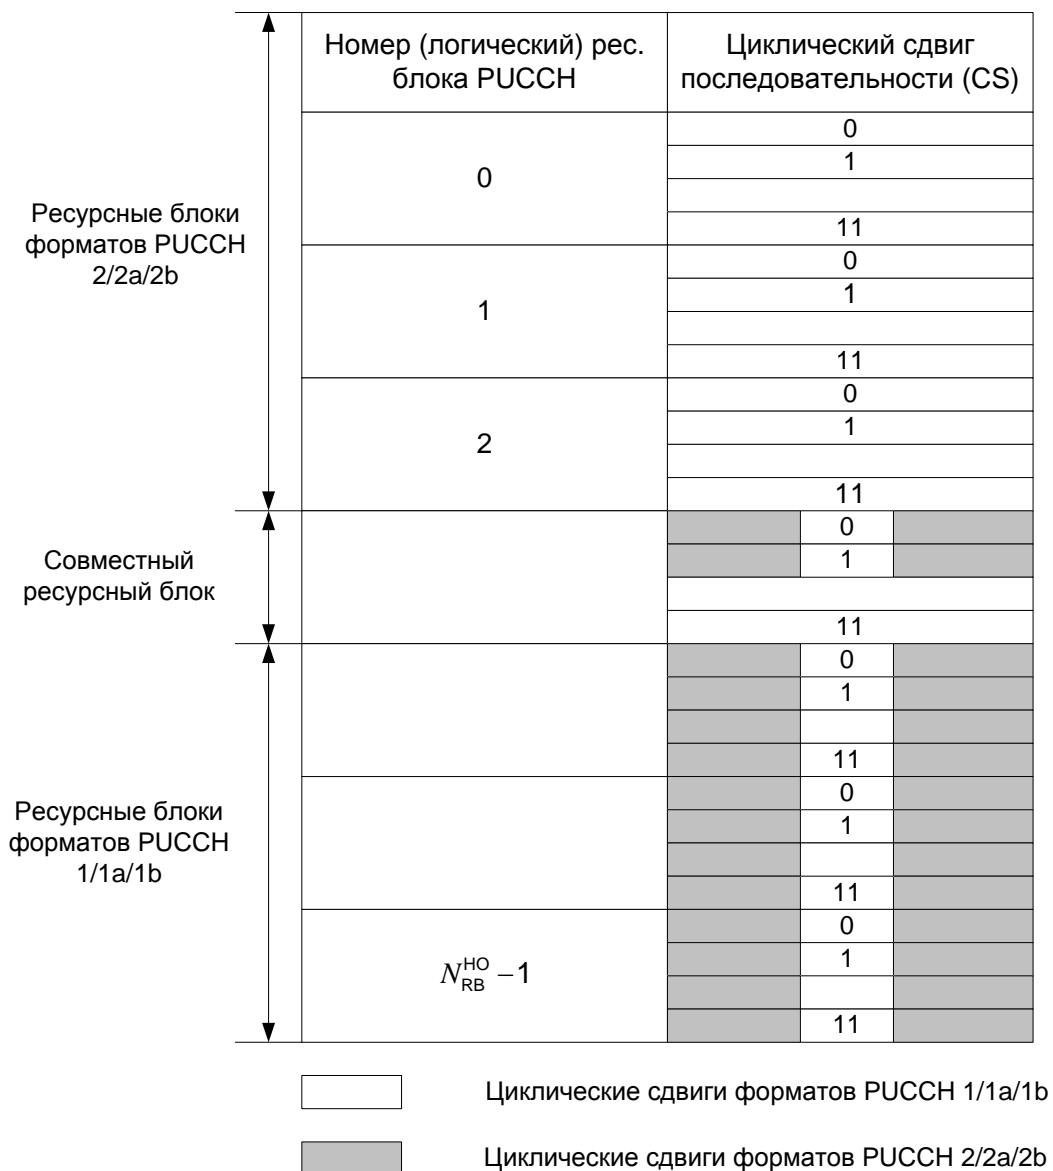 Номер (логический) рес.
блока PUCCH
Циклический сдвиг
последовательности (CS)
Ресурсные блоки
форматов PUCCH
2/2a/2b
0
0
1
11
1
0
1
11
2
0
1
11
Совместный
ресурсный блок
0
1
11
Ресурсные блоки
форматов PUCCH
1/1a/1b
0
1
11
0
1
11
N_RB^HO −1
0
1
11
Циклические сдвиги форматов PUCCH 1/1a/1b
Циклические сдвиги форматов PUCCH 2/2a/2b